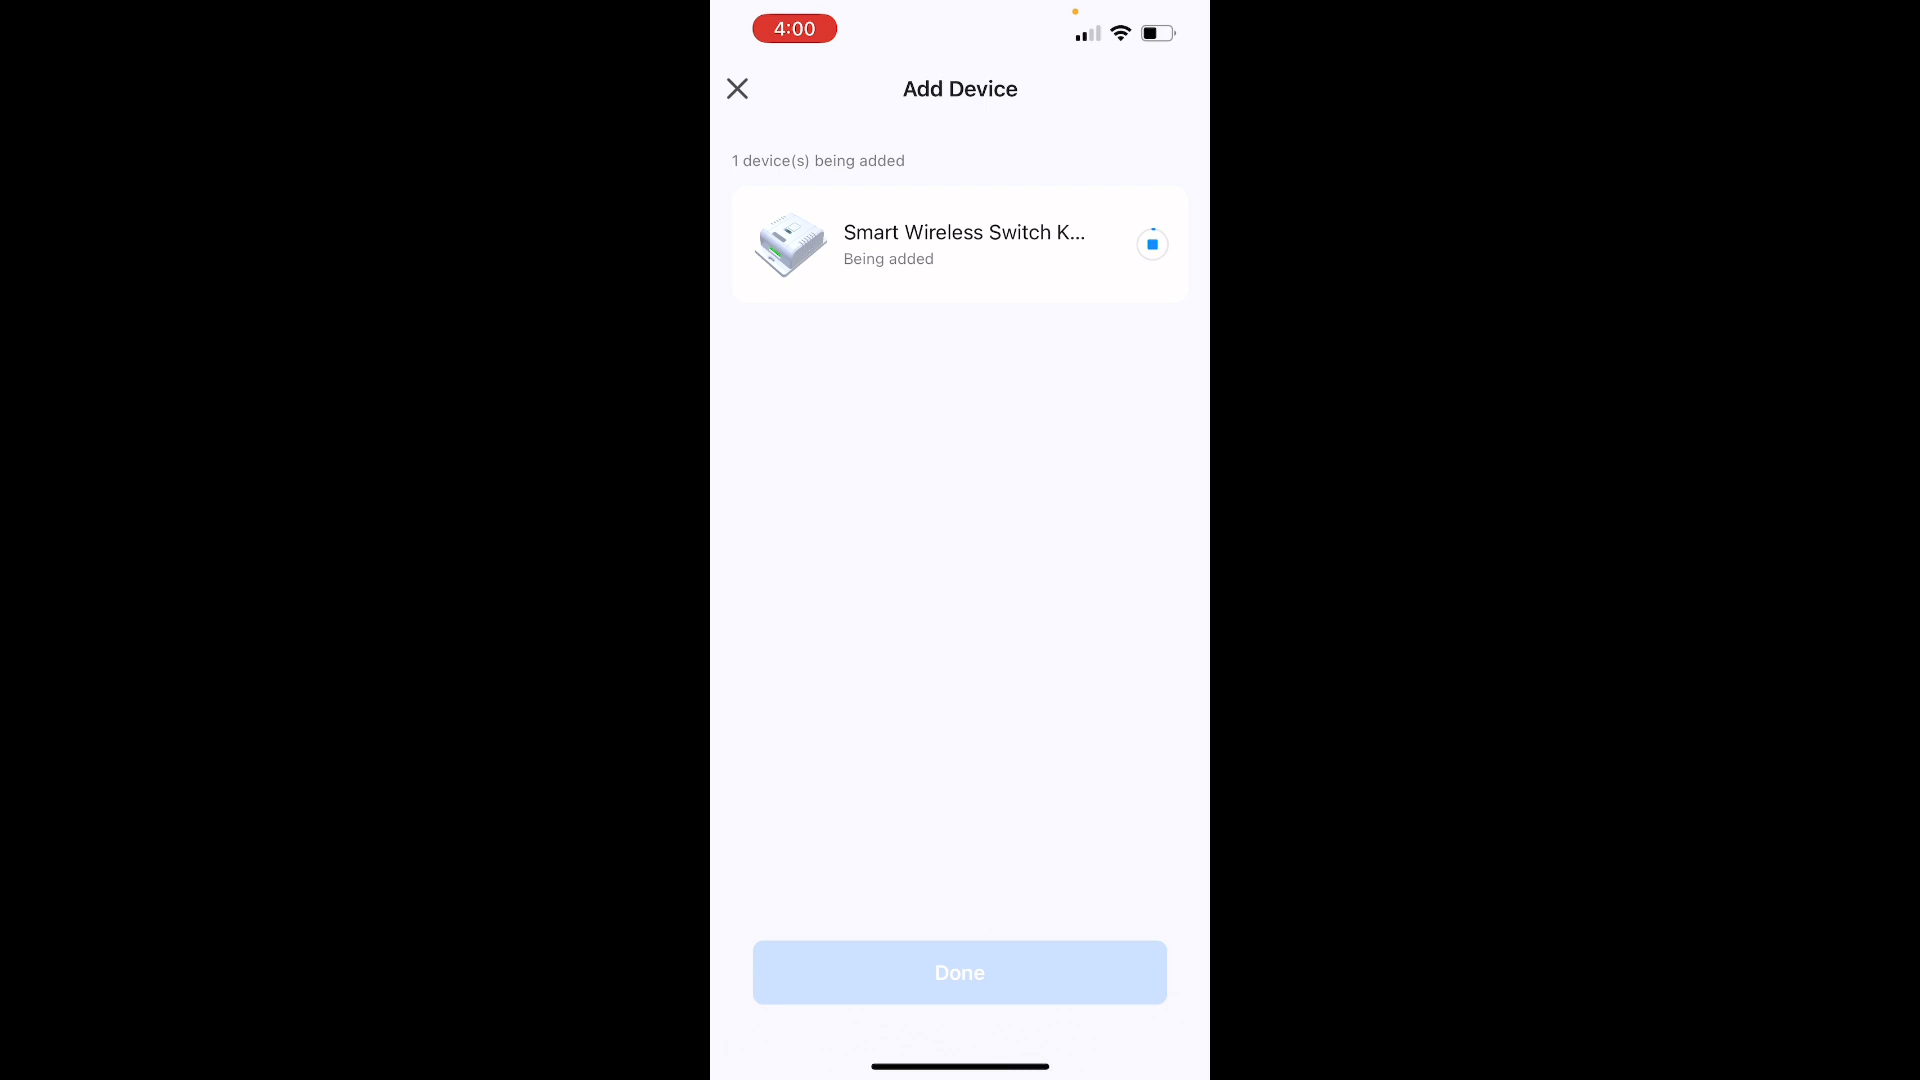 4:00
Add Device
1 device(s) being added
Smart Wireless Switch K...
Being added
Done